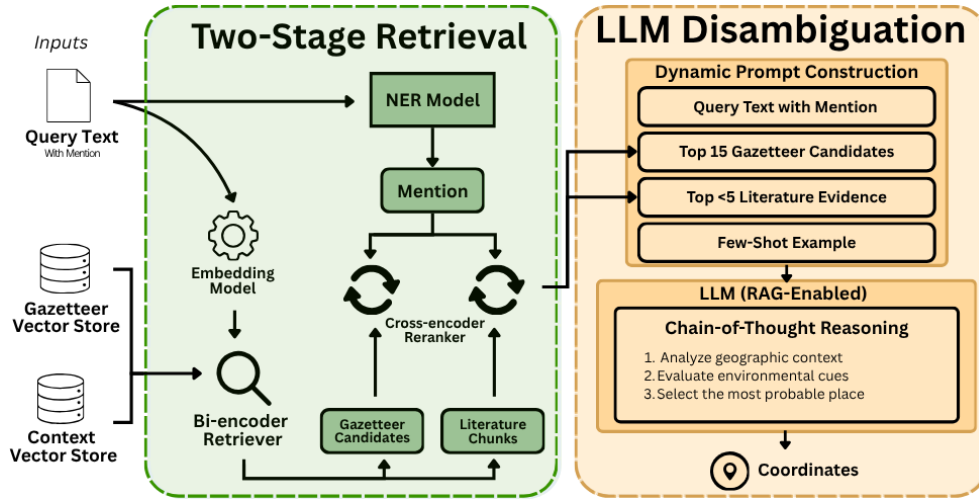 Inputs
Query Text
With Mention
Gazetteer
Vector Store
Context
Vector Store
Two-Stage Retrieval
NER Model
Mention
Embedding
Model
Cross-encoder
Reranker
Bi-encoder
Retriever
Gazetteer
Candidates
Literature
Chunks
LLM Disambiguation
Dynamic Prompt Construction
Query Text with Mention
Top 15 Gazetteer Candidates
Top <5 Literature Evidence
Few-Shot Example
LLM (RAG-Enabled)
Chain-of-Thought Reasoning
1. Analyze geographic context
2. Evaluate environmental cues
3. Select the most probable place
Coordinates